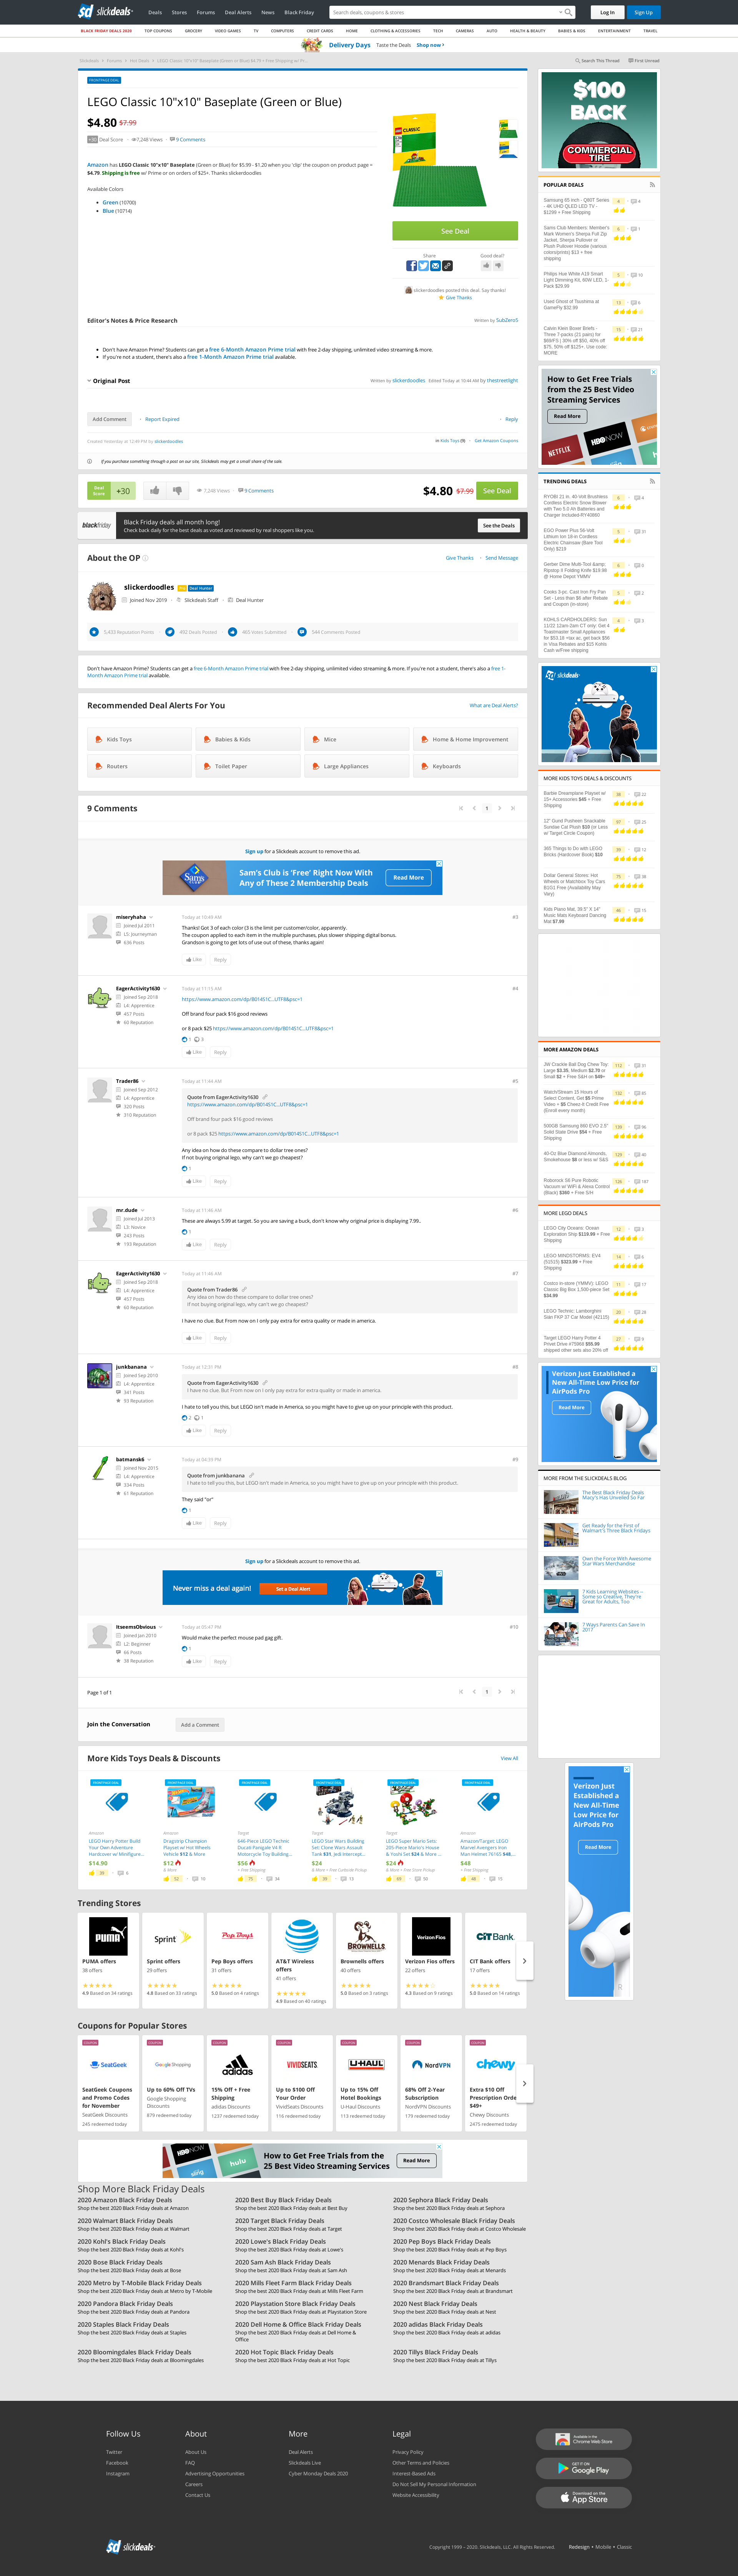 slickdeals
Deals Stores Forums Deal Alerts News Black Friday
Search deals, coupons & stores
Log In Sign Up
BLACK FRIDAY DEALS 2020 TOP COUPONS GROCERY VIDEO GAMES TV COMPUTERS CREDIT CARDS HOME CLOTHING & ACCESSORIES TECH CAMERAS AUTO HEALTH & BEAUTY BABIES & KIDS ENTERTAINMENT TRAVEL
Delivery Days Taste the Deals Shop now
Slickdeals > Forums > Hot Deals >
Search This Thread First Unread
FRONTPAGE DEAL
LEGO Classic 10"x10" Baseplate (Green or Blue)
$4.80 $7.99
+30 Deal Score 7,248 Views 9 Comments
Amazon has LEGO Classic 10"x10" Baseplate (Green or Blue) for $5.99 - $1.20 when you 'clip' the coupon on product page =
$4.79. Shipping is free w/ Prime or on orders of $25+. Thanks slickerdoodles
Available Colors
Green (10700)
Blue (10714)
See Deal
Share Good deal?
slickerdoodles posted this deal. Say thanks!
Give Thanks
Editor's Notes & Price Research
Written by SubZero5
Don't have Amazon Prime? Students can get a free 6-Month Amazon Prime trial with free 2-day shipping, unlimited video streaming & more.
If you're not a student, there's also a free 1-Month Amazon Prime trial available.
Original Post
Written by slickerdoodles Edited Today at 10:44 AM by thestreetlight
Add Comment Report Expired Reply
Created Yesterday at 12:49 PM by slickerdoodles
Kids Toys (9) Get Amazon Coupons
If you purchase something through a post on our site, Slickdeals may get a small share of the sale.
Deal Score +30
7,248 Views 9 Comments
$4.80 $7.99 See Deal
blackfriday
Black Friday deals all month long!
Check back daily for the best deals as voted and reviewed by real shoppers like you.
See the Deals
About the OP
Give Thanks Send Message
slickerdoodles Deal Hunter
Joined Nov 2019 Slickdeals Staff Deal Hunter
5,433 Reputation Points 492 Deals Posted 465 Votes Submitted 544 Comments Posted
Don't have Amazon Prime? Students can get a free 6-Month Amazon Prime trial with free 2-day shipping, unlimited video streaming & more. If you're not a student, there's also a free 1-
Month Amazon Prime trial available.
Recommended Deal Alerts For You
What are Deal Alerts?
Kids Toys Babies & Kids Mice Home & Home Improvement
Routers Toilet Paper Large Appliances Keyboards
9 Comments
1
Sign up for a Slickdeals account to remove this ad.
Sam's Club is 'Free' Right Now With
Any of These 2 Membership Deals
Read More
miseryhaha
Joined Jul 2011
L5: Journeyman
636 Posts
Today at 10:49 AM
#3
Thanks! Got 3 of each color (3 is the limit per customer/color, apparently.
The coupon applied to each item in the multiple purchases, plus slower shipping digital bonus.
Grandson is going to get lots of use out of these, thanks again!
Like Reply
EagerActivity1630
Joined Sep 2018
L4: Apprentice
457 Posts
60 Reputation
Today at 11:15 AM
#4
https://www.amazon.com/dp/B014S1C...UTF8&psc=1
Off brand four pack $16 good reviews
or 8 pack $25 https://www.amazon.com/dp/B014S1C...UTF8&psc=1
1 3
Like Reply
Trader86
Joined Sep 2012
L4: Apprentice
320 Posts
310 Reputation
Today at 11:44 AM
#5
Quote from EagerActivity1630
https://www.amazon.com/dp/B014S1C...UTF8&psc=1
Off brand four pack $16 good reviews
or 8 pack $25 https://www.amazon.com/dp/B014S1C...UTF8&psc=1
Any idea on how do these compare to dollar tree ones?
If not buying original lego, why can't we go cheapest?
1
Like Reply
mr.dude
Joined Jul 2013
L3: Novice
243 Posts
193 Reputation
Today at 11:46 AM
#6
These are always 5.99 at target. So you are saving a buck, don't know why original price is displaying 7.99..
1
Like Reply
EagerActivity1630
Joined Sep 2018
L4: Apprentice
457 Posts
60 Reputation
Today at 11:46 AM
#7
Quote from Trader86
Any idea on how do these compare to dollar tree ones?
If not buying original lego, why can't we go cheapest?
I have no clue. But From now on I only pay extra for extra quality or made in america.
Like Reply
junkbanana
Joined Sep 2010
L4: Apprentice
341 Posts
93 Reputation
Today at 12:31 PM
#8
Quote from EagerActivity1630
I have no clue. But From now on I only pay extra for extra quality or made in america.
I hate to tell you this, but LEGO isn't made in America, so you might have to give up on your principle with this product.
2 1
Like Reply
batmansk6
Joined Nov 2015
L4: Apprentice
334 Posts
61 Reputation
Today at 04:39 PM
#9
Quote from junkbanana
I hate to tell you this, but LEGO isn't made in America, so you might have to give up on your principle with this product.
They said "or"
1
Like Reply
Sign up for a Slickdeals account to remove this ad.
Never miss a deal again! Set a Deal Alert
ItseemsObvious
Joined Jan 2010
L2: Beginner
66 Posts
38 Reputation
Today at 05:47 PM
#10
Would make the perfect mouse pad gag gift.
1
Like Reply
Page 1 of 1
1
Join the Conversation Add a Comment
More Kids Toys Deals & Discounts
View All
Amazon
LEGO Harry Potter Build
Your Own Adventure
Hardcover w/ Minifigure...
$14.90
Amazon
Dragstrip Champion
Playset w/ Hot Wheels
Vehicle $12 & More
$12
Target
646-Piece LEGO Technic
Ducati Panigale V4 R
Motorcycle Toy Building...
$56
Target
LEGO Star Wars Building
Set: Clone Wars Assault
Tank $31, Jedi Intercept...
$24
Target
LEGO Super Mario Sets:
205-Piece Mario's House
& Yoshi Set $24 & More ...
$24
Amazon
Amazon/Target: LEGO
Marvel Avengers Iron
Man Helmet 76165 $48,...
$48
Trending Stores
PUMA offers
38 offers
4.9 Based on 34 ratings
Sprint offers
29 offers
4.8 Based on 33 ratings
Pep Boys offers
31 offers
5.0 Based on 4 ratings
AT&T Wireless
offers
41 offers
4.9 Based on 40 ratings
Brownells offers
40 offers
5.0 Based on 3 ratings
Verizon Fios offers
22 offers
4.3 Based on 9 ratings
CIT Bank offers
17 offers
5.0 Based on 14 ratings
Coupons for Popular Stores
SeatGeek Coupons
and Promo Codes
for November
SeatGeek Discounts
245 redeemed today
Up to 60% Off TVs
Google Shopping
Discounts
879 redeemed today
15% Off + Free
Shipping
adidas Discounts
1237 redeemed today
Up to $100 Off
Your Order
VividSeats Discounts
116 redeemed today
Up to 15% Off
Hotel Bookings
U-Haul Discounts
113 redeemed today
68% Off 2-Year
Subscription
NordVPN Discounts
179 redeemed today
Extra $10 Off
Prescription Orde
$49+
Chewy Discounts
2475 redeemed today
How to Get Free Trials from the
25 Best Video Streaming Services
Read More
Shop More Black Friday Deals
2020 Amazon Black Friday Deals
Shop the best 2020 Black Friday deals at Amazon
2020 Best Buy Black Friday Deals
Shop the best 2020 Black Friday deals at Best Buy
2020 Sephora Black Friday Deals
Shop the best 2020 Black Friday deals at Sephora
2020 Walmart Black Friday Deals
Shop the best 2020 Black Friday deals at Walmart
2020 Target Black Friday Deals
Shop the best 2020 Black Friday deals at Target
2020 Costco Wholesale Black Friday Deals
Shop the best 2020 Black Friday deals at Costco Wholesale
2020 Kohl's Black Friday Deals
Shop the best 2020 Black Friday deals at Kohl's
2020 Lowe's Black Friday Deals
Shop the best 2020 Black Friday deals at Lowe's
2020 Pep Boys Black Friday Deals
Shop the best 2020 Black Friday deals at Pep Boys
2020 Bose Black Friday Deals
Shop the best 2020 Black Friday deals at Bose
2020 Sam Ash Black Friday Deals
Shop the best 2020 Black Friday deals at Sam Ash
2020 Menards Black Friday Deals
Shop the best 2020 Black Friday deals at Menards
2020 Metro by T-Mobile Black Friday Deals
Shop the best 2020 Black Friday deals at Metro by T-Mobile
2020 Mills Fleet Farm Black Friday Deals
Shop the best 2020 Black Friday deals at Mills Fleet Farm
2020 Brandsmart Black Friday Deals
Shop the best 2020 Black Friday deals at Brandsmart
2020 Pandora Black Friday Deals
Shop the best 2020 Black Friday deals at Pandora
2020 Playstation Store Black Friday Deals
Shop the best 2020 Black Friday deals at Playstation Store
2020 Nest Black Friday Deals
Shop the best 2020 Black Friday deals at Nest
2020 Staples Black Friday Deals
Shop the best 2020 Black Friday deals at Staples
2020 Dell Home & Office Black Friday Deals
Shop the best 2020 Black Friday deals at Dell Home &
Office
2020 adidas Black Friday Deals
Shop the best 2020 Black Friday deals at adidas
2020 Bloomingdales Black Friday Deals
Shop the best 2020 Black Friday deals at Bloomingdales
2020 Hot Topic Black Friday Deals
Shop the best 2020 Black Friday deals at Hot Topic
2020 Tillys Black Friday Deals
Shop the best 2020 Black Friday deals at Tillys
$100
BACK
COMMERCIAL
TIRE
POPULAR DEALS
Samsung 65 inch - Q80T Series
- 4K UHD QLED LED TV -
$1299 + Free Shipping
Sams Club Members: Member's
Mark Women's Sherpa Full Zip
Jacket, Sherpa Pullover or
Plush Pullover Hoodie (various
colors/prints) $13 + free
shipping
Philips Hue White A19 Smart
Light Dimming Kit, 60W LED, 1-
Pack $29.99
Used Ghost of Tsushima at
GameFly $32.99
Calvin Klein Boxer Briefs -
Three 7-packs (21 pairs) for
$69/FS | 30% off $50, 40% off
$75, 50% off $125+. Use code:
MORE
How to Get Free Trials
from the 25 Best Video
Streaming Services
Read More
NETFLIX HBO NOW
TRENDING DEALS
RYOBI 21 in. 40-Volt Brushless
Cordless Electric Snow Blower
with Two 5.0 Ah Batteries and
Charger Included-RY40860
EGO Power Plus 56-Volt
Lithium Ion 18-in Cordless
Electric Chainsaw (Bare Tool
Only) $219
Gerber Dime Multi-Tool &amp;
Ripstop II Folding Knife $19.98
@ Home Depot YMMV
Cooks 3-pc. Cast Iron Fry Pan
Set - Less than $6 after Rebate
and Coupon (in-store)
KOHLS CARDHOLDERS: Sun
11/22 12am-2am CT only: Get 4
Toastmaster Small Appliances
for $53.18 +tax ac, get back $56
in Visa Rebates and $15 Kohls
Cash w/Free shipping
slickdeals
MORE KIDS TOYS DEALS & DISCOUNTS
Barbie Dreamplane Playset w/
15+ Accessories $45 + Free
Shipping
12" Gund Pusheen Snackable
Sundae Cat Plush $10 (or Less
w/ Target Circle Coupon)
365 Things to Do with LEGO
Bricks (Hardcover Book) $10
Dollar General Stores: Hot
Wheels or Matchbox Toy Cars
B1G1 Free (Availability May
Vary)
Kids Piano Mat, 39.5" X 14"
Music Mats Keyboard Dancing
Mat $7.99
MORE AMAZON DEALS
JW Crackle Ball Dog Chew Toy:
Large $3.35, Medium $2.70 or
Small $2 + Free S&H on $48+
Watch/Stream 10 Hours of
Select Content, Get $5 Prime
Video + $5 Cheez-It Credit Free
(Enroll every month)
500GB Samsung 860 EVO 2.5"
Solid State Drive $54 + Free
Shipping
40-Oz Blue Diamond Almonds,
Smokehouse $8 or less w/ S&S
Roborock S6 Pure Robotic
Vacuum w/ WiFi & Alexa Control
(Black) $360 + Free S/H
MORE LEGO DEALS
LEGO City Oceans: Ocean
Exploration Ship $119.99 + Free
Shipping
LEGO MINDSTORMS: EV4
(51515) $323.99 + Free
Shipping
Costco in-store (YMMV): LEGO
Classic Big Box 1,500-piece Set
$34.99
LEGO Technic: Lamborghini
Sián FKP 37 Car Model (42115)
Target LEGO Harry Potter 4
Privet Drive #75968 $55.99
shipped other sets also 20% off
Verizon Just Established a
New All-Time Low Price for
AirPods Pro
Read More
MORE FROM THE SLICKDEALS BLOG
The Best Black Friday Deals
Macy's Has Unveiled So Far
Get Ready for the First of
Walmart's Three Black Fridays
Own the Force With Awesome
Star Wars Merchandise
7 Kids Learning Websites –
Some so Creative, They're
Great for Adults, Too
7 Ways Parents Can Save In
2017
Verizon Just
Established a
New All-Time
Low Price for
AirPods Pro
Read More
Follow Us
Twitter
Facebook
Instagram
About
About Us
FAQ
Advertising Opportunities
Careers
Contact Us
More
Deal Alerts
Slickdeals Live
Cyber Monday Deals 2020
Legal
Privacy Policy
Other Terms and Policies
Interest-Based Ads
Do Not Sell My Personal Information
Website Accessibility
Available in the
Chrome Web Store
GET IT ON
Google Play
Download on the
App Store
slickdeals
Copyright 1999 – 2020. Slickdeals, LLC. All Rights Reserved. Redesign • Mobile • Classic